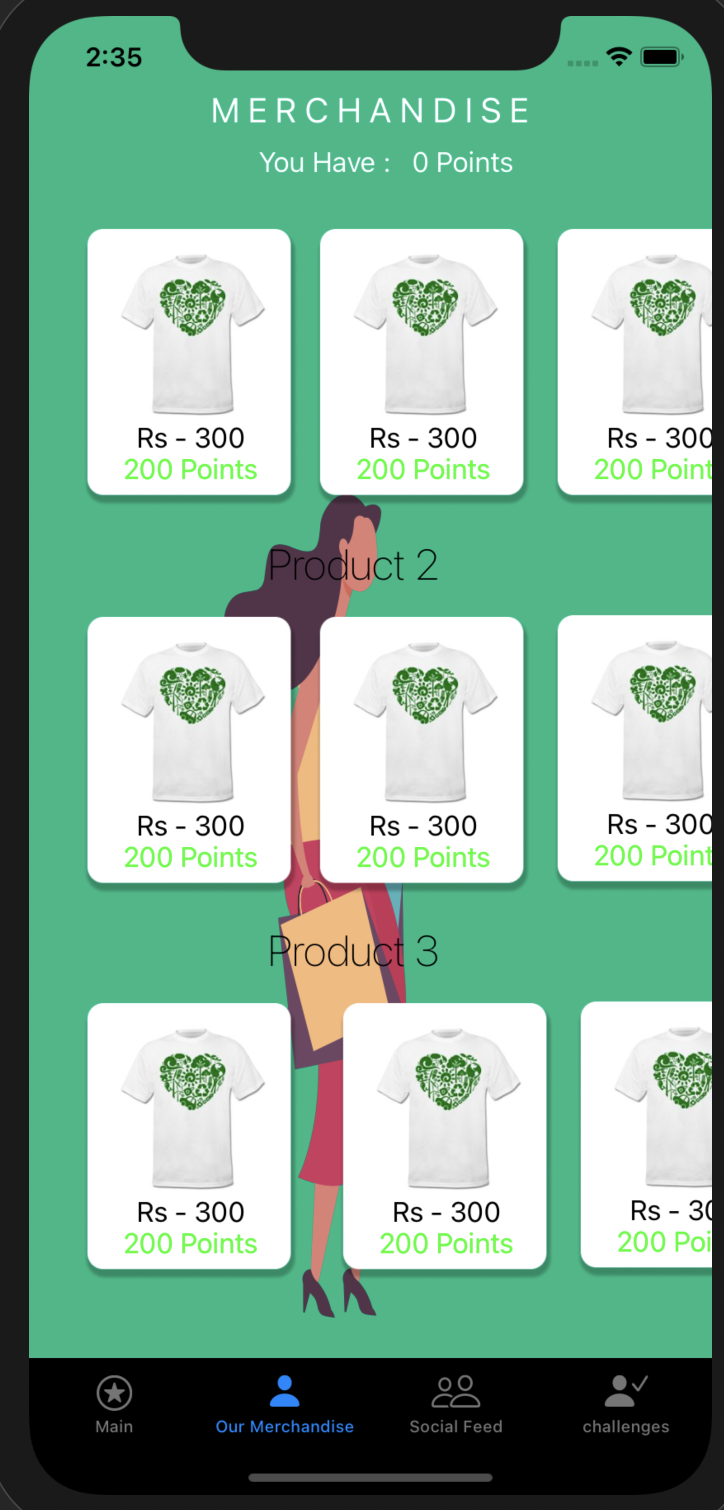 2:35
MERCHANDISE
You Have : 0 Points
Rs - 300 Rs - 300 Rs - 300
200 Points 200 Points 200 Point
Product 2
Rs - 300 Rs - 300 Rs - 300
200 Points 200 Points 200 Point
Product 3
Rs - 300 Rs - 300 Rs - 30
200 Points 200 Points 200 Poi
Main Our Merchandise Social Feed challenges